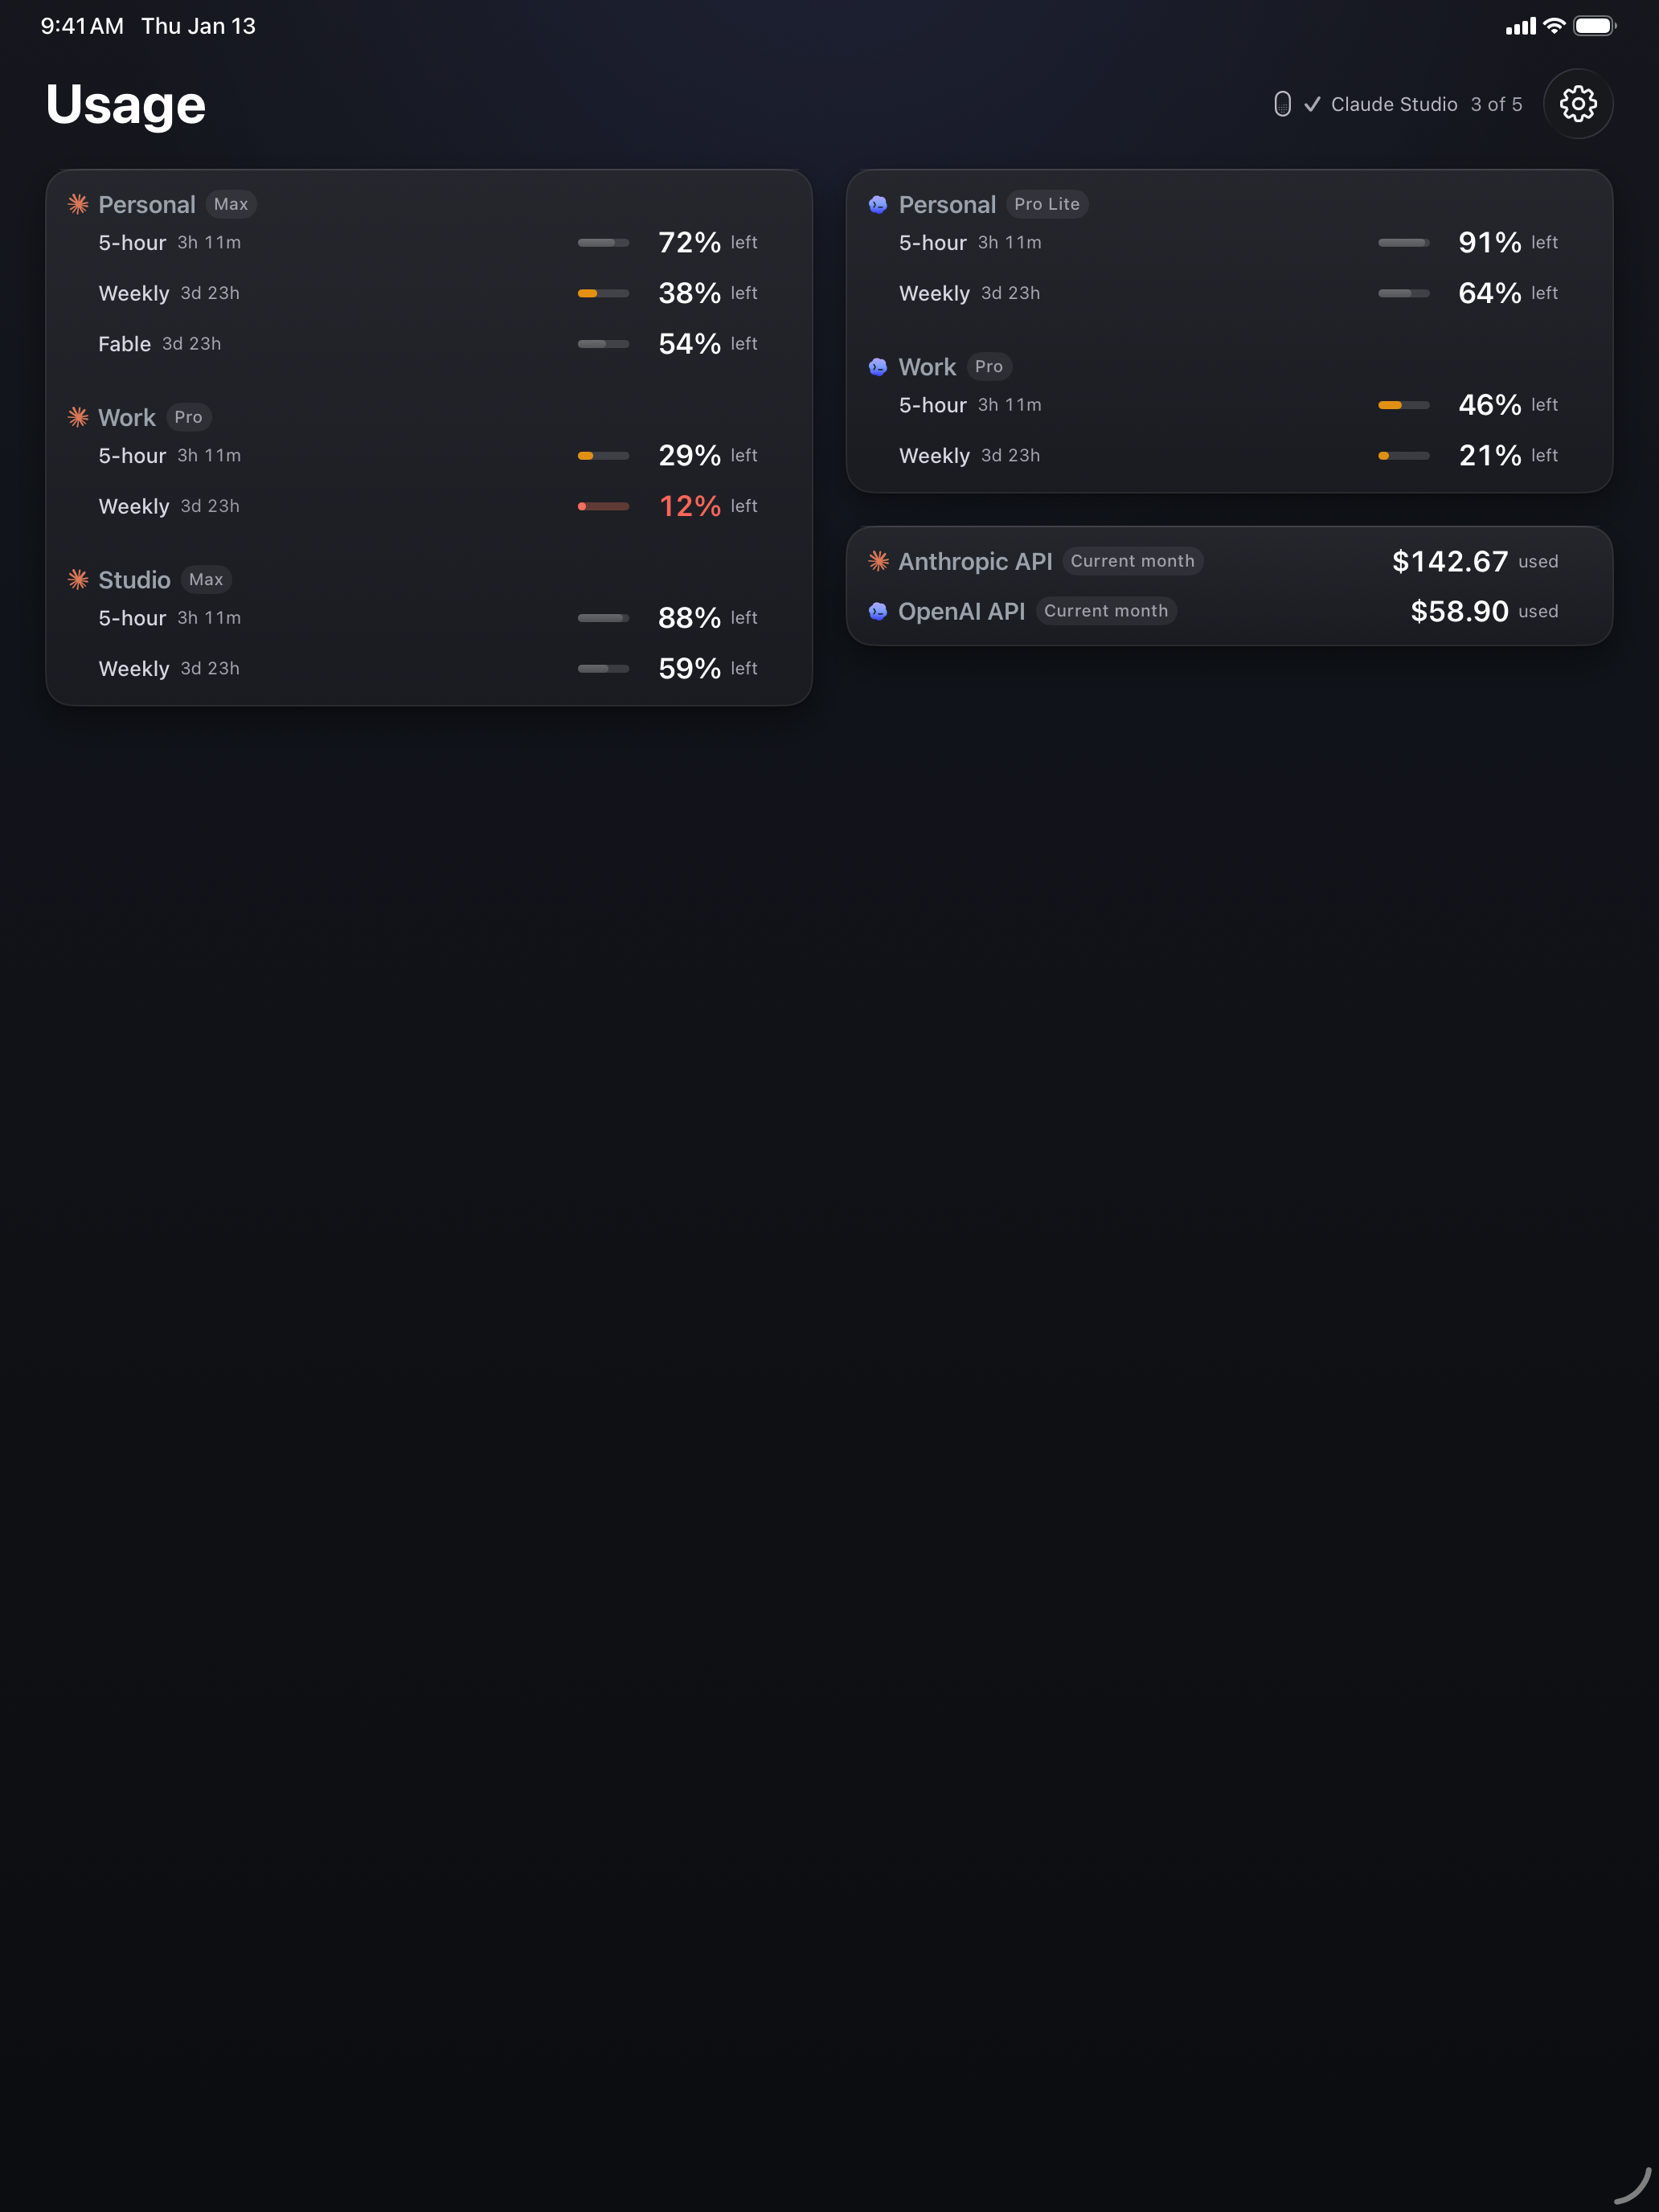 9:41 AM Thu Jan 13
Usage
Claude Studio 3 of 5
Personal Max
5-hour 3h 11m 72% left
Weekly 3d 23h 38% left
Fable 3d 23h 54% left
Work Pro
5-hour 3h 11m 29% left
Weekly 3d 23h 12% left
Studio Max
5-hour 3h 11m 88% left
Weekly 3d 23h 59% left
Personal Pro Lite
5-hour 3h 11m 91% left
Weekly 3d 23h 64% left
Work Pro
5-hour 3h 11m 46% left
Weekly 3d 23h 21% left
Anthropic API Current month $142.67 used
OpenAI API Current month $58.90 used